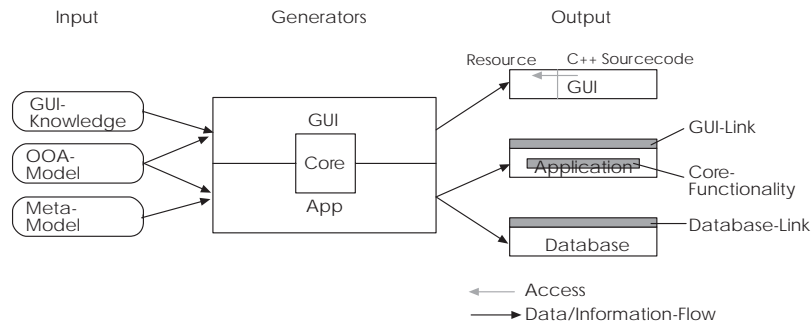 Input
Generators
Output
Resource
C++ Sourcecode
GUI
GUI-
Knowledge
OOA-
Model
Meta-
Model
GUI
Core
App
GUI-Link
Application
Core-
Functionality
Database-Link
Database
Access
Data/Information-Flow